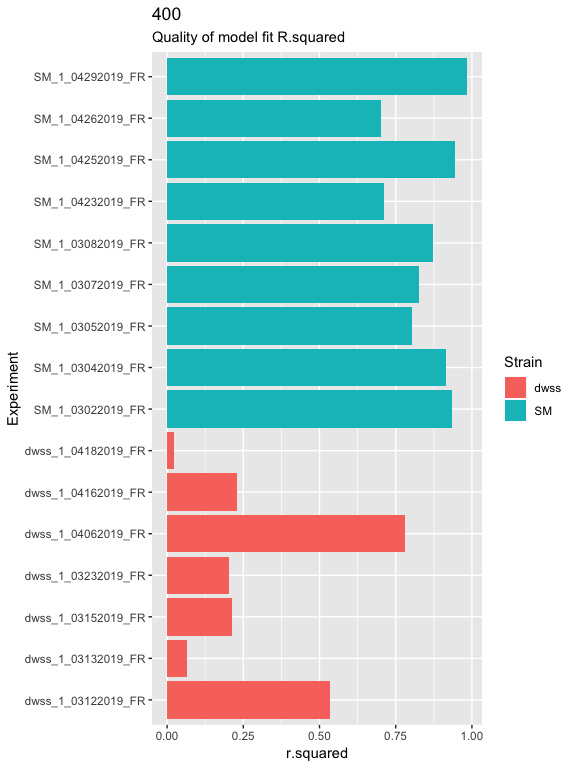 400
Quality of model fit R.squared
SM_1_04292019_FR
SM_1_04262019_FR
SM_1_04252019_FR
SM_1_04232019_FR
SM_1_03082019_FR
SM_1_03072019_FR
SM_1_03052019_FR
SM_1_03042019_FR
SM_1_03022019_FR
dwss_1_04182019_FR
dwss_1_04162019_FR
dwss_1_04062019_FR
dwss_1_03232019_FR
dwss_1_03152019_FR
dwss_1_03132019_FR
dwss_1_03122019_FR
Experiment
0.00 0.25 0.50 0.75 1.00
r.squared
Strain
dwss
SM